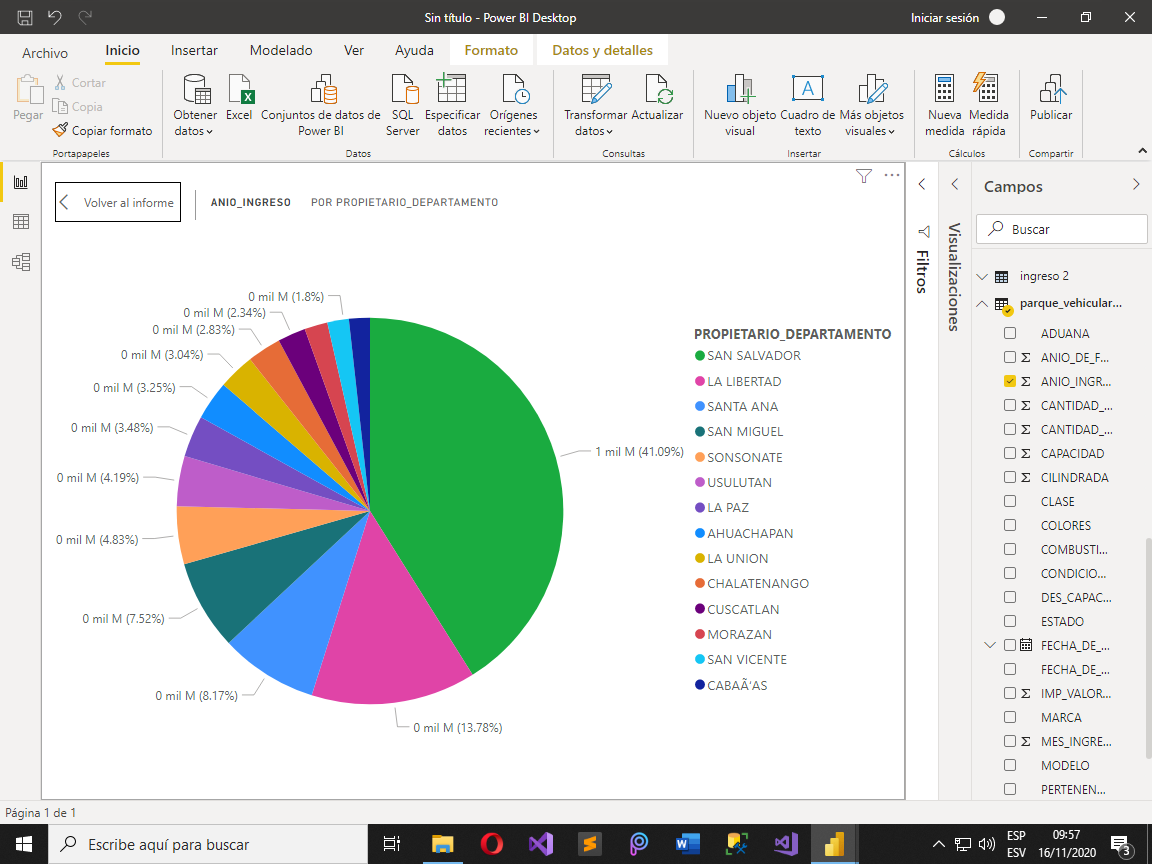 Sin título - Power BI Desktop
Iniciar sesión
Archivo
Inicio
Insertar
Modelado
Ver
Ayuda
Formato
Datos y detalles
Pegar
Cortar
Copia
Copiar formato
Portapapeles
Obtener datos
Excel
Conjuntos de datos de Power BI
SQL Server
Especificar datos
Orígenes recientes
Datos
Transformar datos
Actualizar
Consultas
Nuevo objeto visual
Cuadro de texto
Más objetos visuales
Insertar
Nueva medida
Medida rápida
Cálculos
Publicar
Compartir
Volver al informe
ANIO_INGRESO
POR PROPIETARIO_DEPARTAMENTO
0 mil M (1.8%)
0 mil M (2.34%)
0 mil M (2.83%)
0 mil M (3.04%)
0 mil M (3.25%)
0 mil M (3.48%)
0 mil M (4.19%)
0 mil M (4.83%)
0 mil M (7.52%)
0 mil M (8.17%)
0 mil M (13.78%)
1 mil M (41.09%)
PROPIETARIO_DEPARTAMENTO
SAN SALVADOR
LA LIBERTAD
SANTA ANA
SAN MIGUEL
SONSONATE
USULUTAN
LA PAZ
AHUACHAPAN
LA UNION
CHALATENANGO
CUSCATLAN
MORAZAN
SAN VICENTE
CABAÃ‘AS
Filtros
Visualizaciones
Campos
Buscar
ingreso 2
parque_vehicular...
ADUANA
ANIO_DE_F...
ANIO_INGR...
CANTIDAD_...
CANTIDAD_...
CAPACIDAD
CILINDRADA
CLASE
COLORES
COMBUSTI...
CONDICIO...
DES_CAPAC...
ESTADO
FECHA_DE_...
FECHA_DE_...
IMP_VALOR...
MARCA
MES_INGRE...
MODELO
PERTENEN...
Página 1 de 1
Escribe aquí para buscar
ESP
ESV
09:57
16/11/2020
3